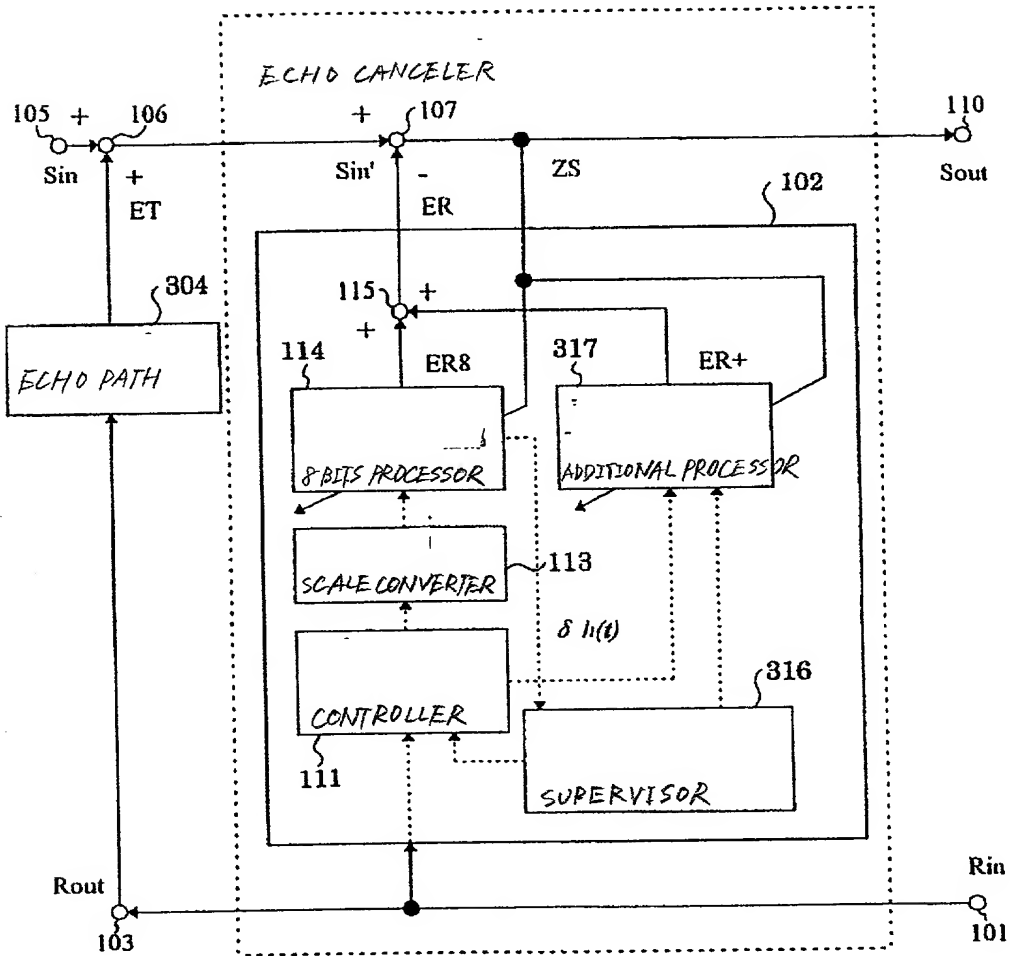 ECHO CANCELER
105
+
106
+
107
110
Sin
+
ET
Sin'
-
ER
ZS
Sout
102
304
ECHO PATH
115
+
+
114
ER8
317
ER+
8 BITS PROCESSOR
ADDITIONAL PROCESSOR
SCALE CONVERTER
113
δ h(t)
316
CONTROLLER
111
SUPERVISOR
Rout
Rin
103
101